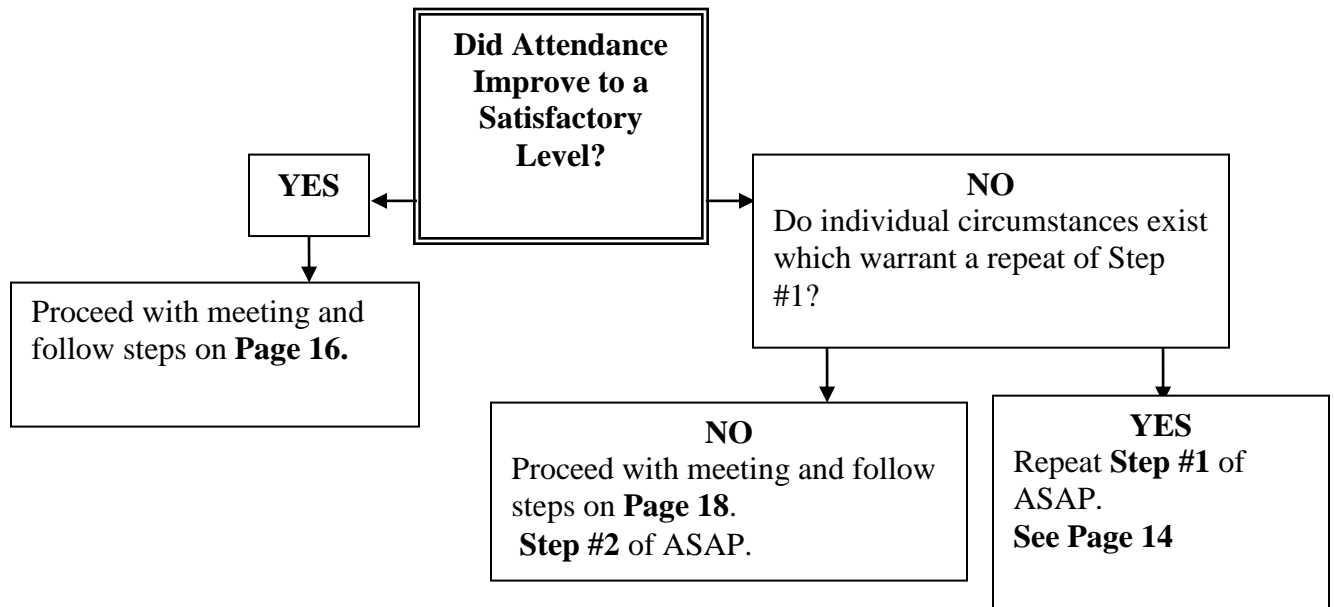 Did Attendance
Improve to a
Satisfactory
Level?
YES
Proceed with meeting and
follow steps on Page 16.
NO
Do individual circumstances exist
which warrant a repeat of Step
#1?
NO
Proceed with meeting and follow
steps on Page 18.
Step #2 of ASAP.
YES
Repeat Step #1 of
ASAP.
See Page 14